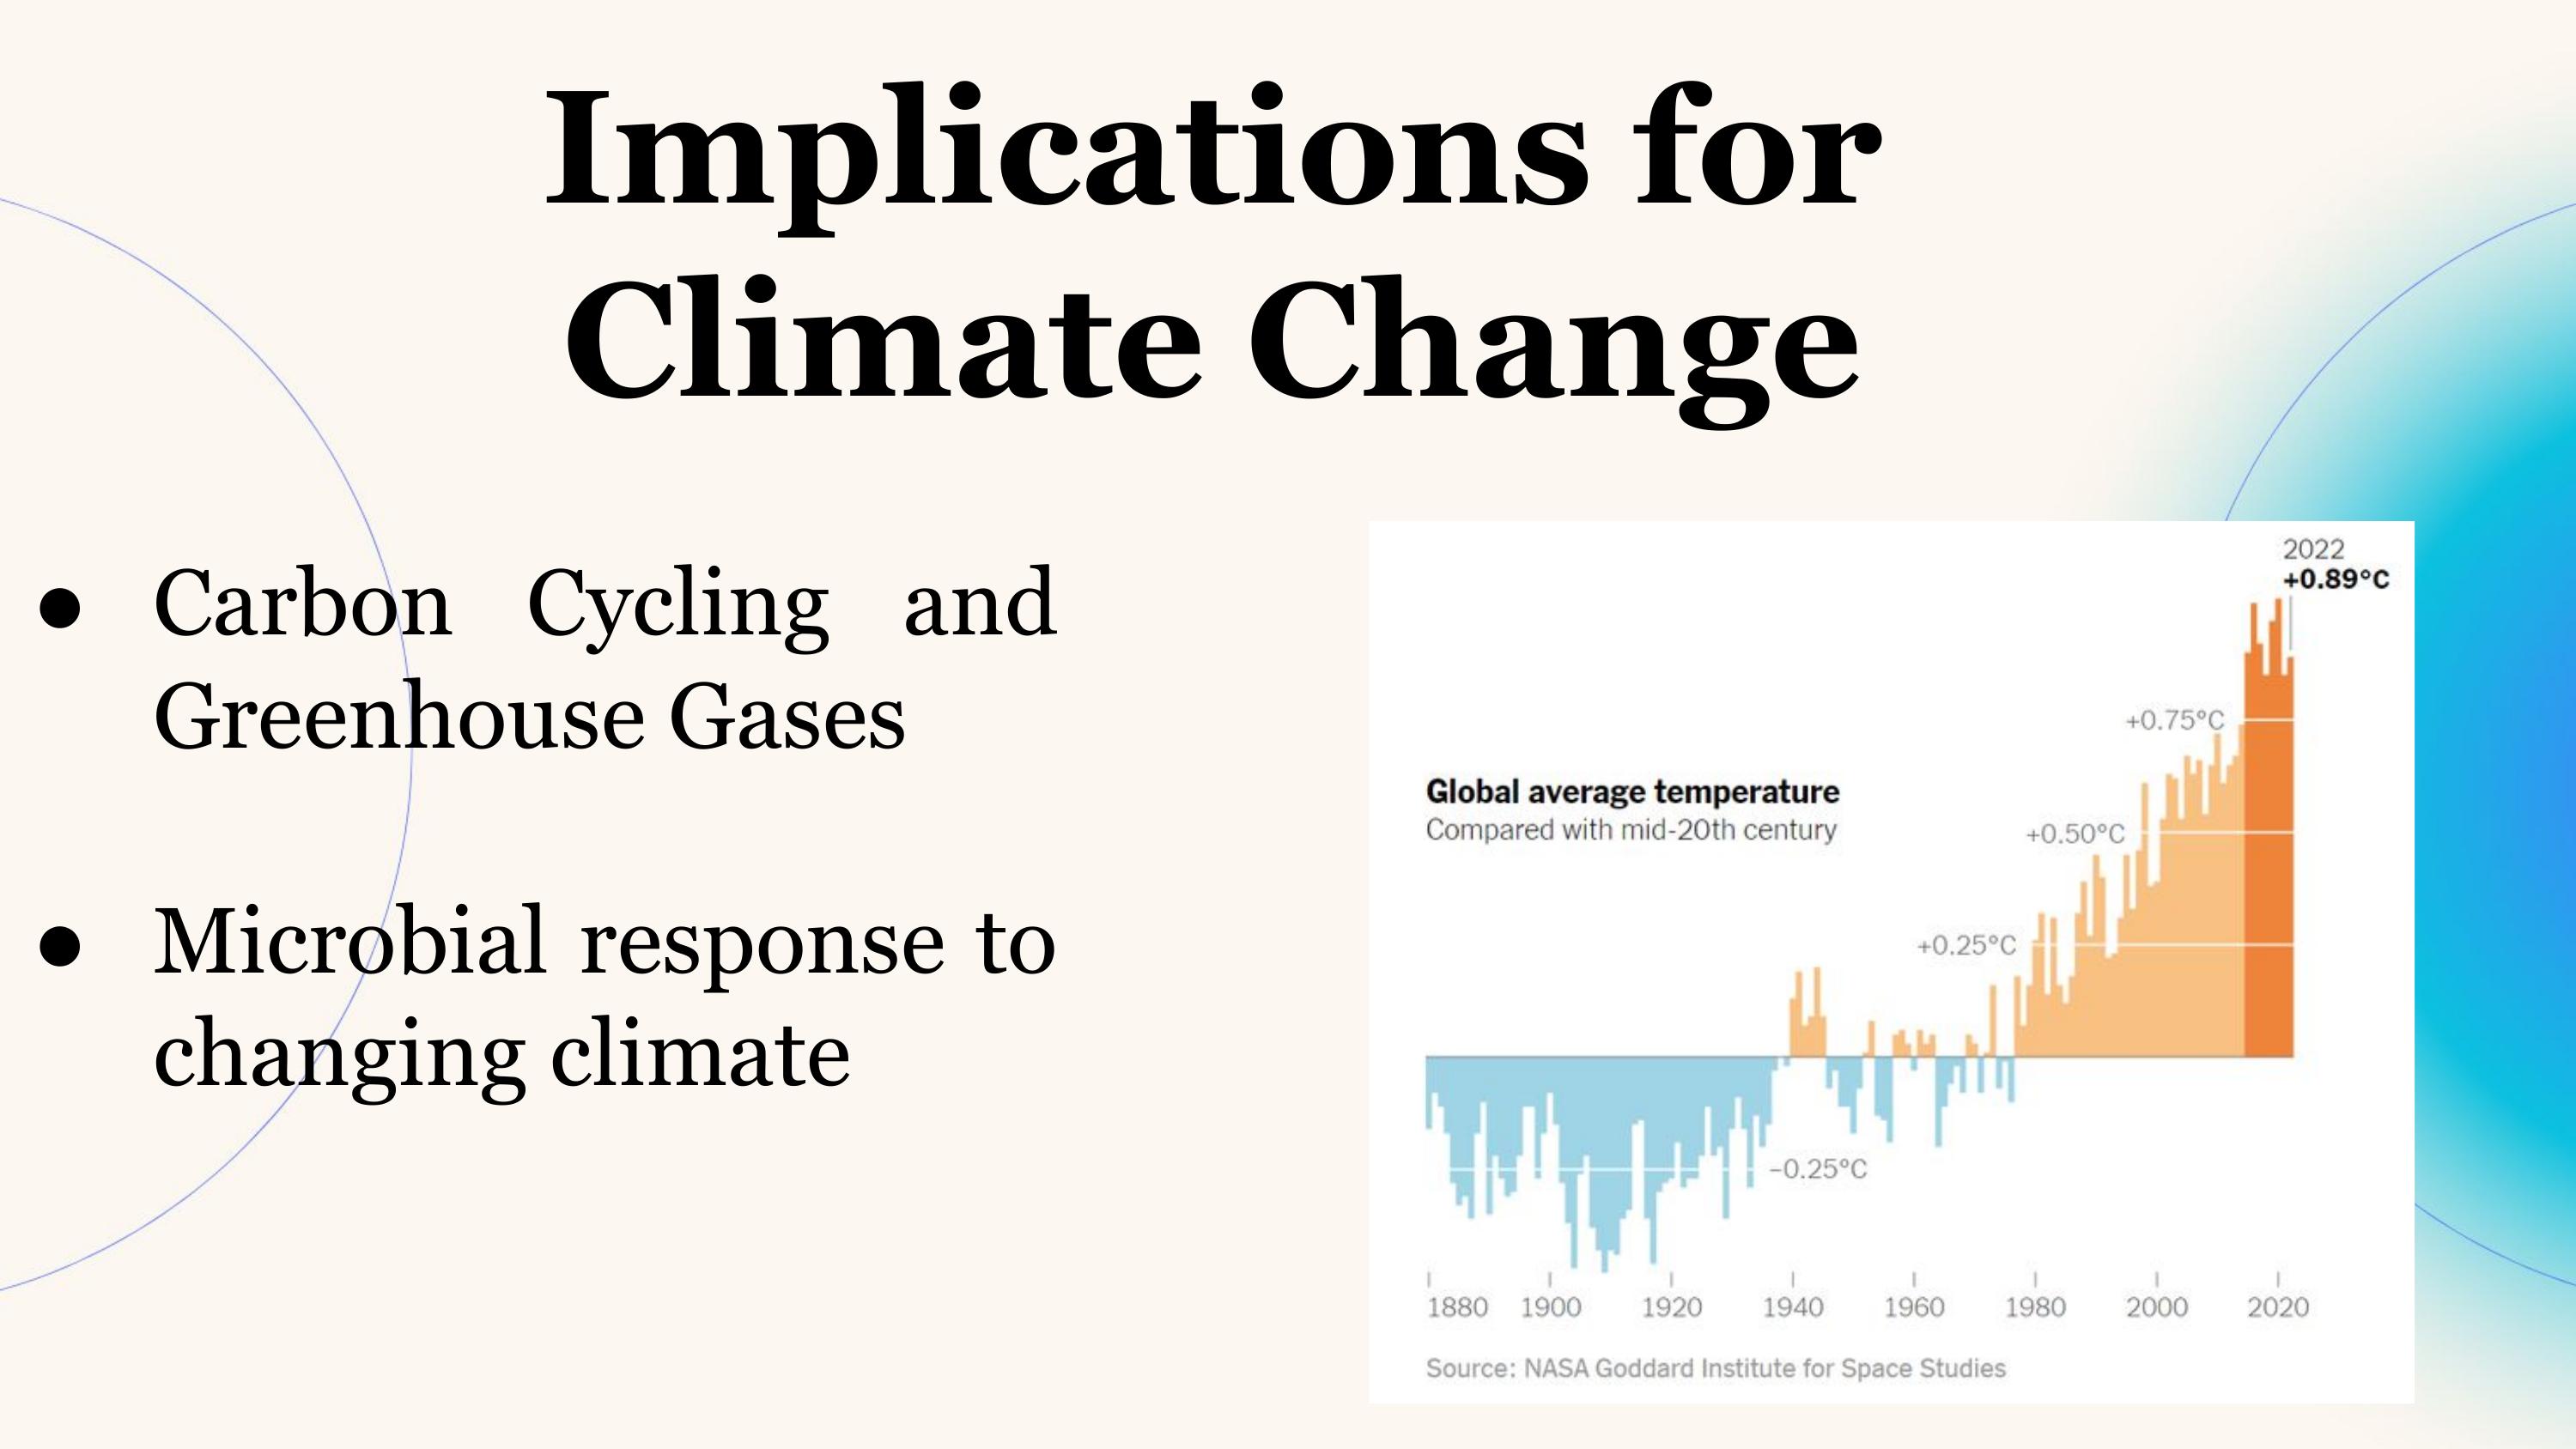 Implications for
Climate Change
● Carbon Cycling and
Greenhouse Gases
● Microbial response to
changing climate
2022
+0.89°C
+0.75°C
Global average temperature
Compared with mid-20th century
+0.50°C
+0.25°C
−0.25°C
1880 1900 1920 1940 1960 1980 2000 2020
Source: NASA Goddard Institute for Space Studies